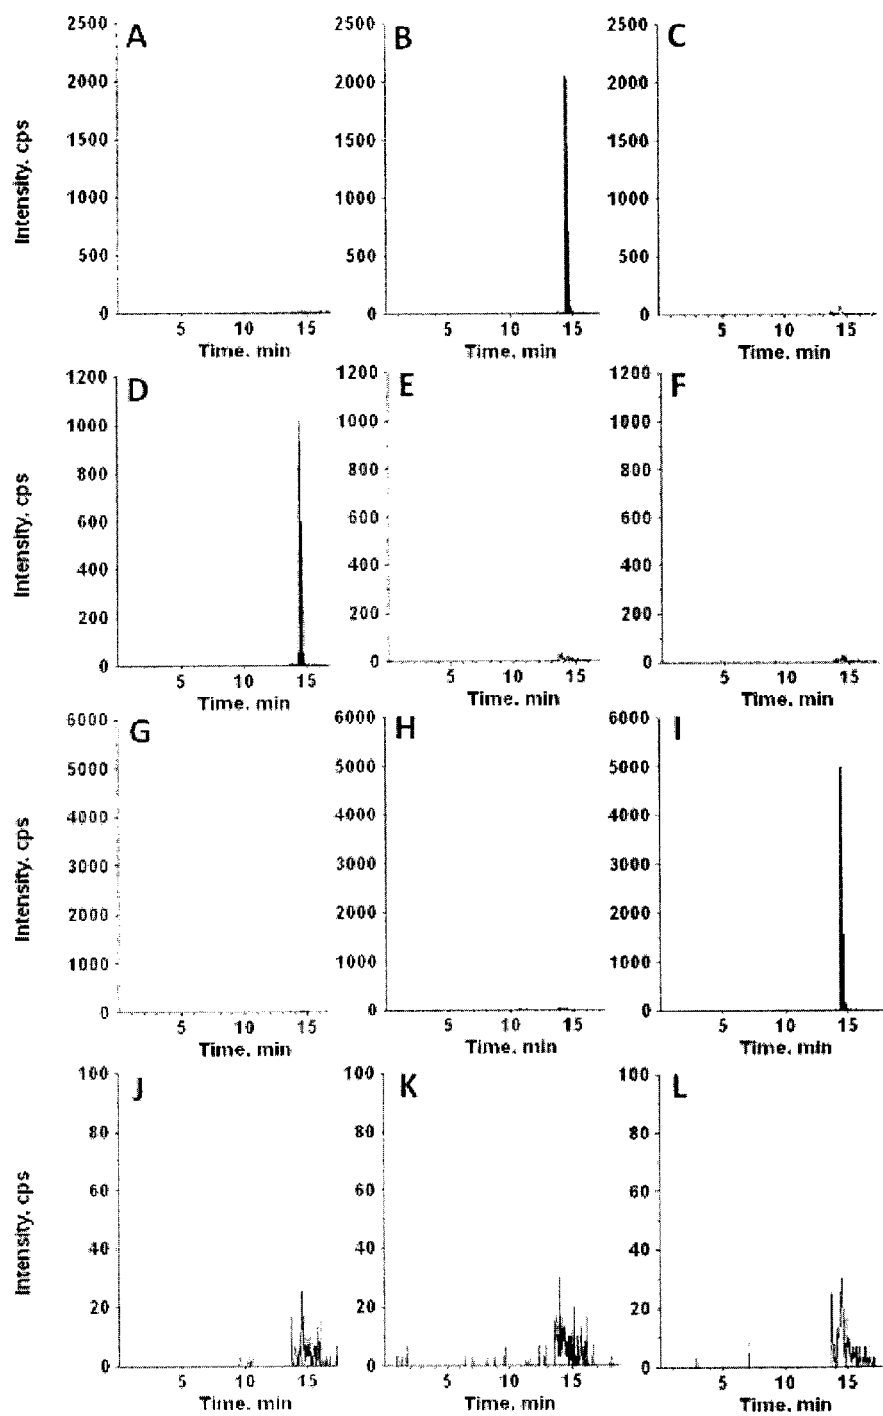 2500 A 2500 B 2500 C
2000 2000 2000
1500 1500 1500
1000 1000 1000
500 500 500
0 0 0
Intensity. cps
5 10 15 5 10 15 5 10 15
Time. min Time. min Time. min
1200 D 1200 E 1200 F
1000 1000 1000
800 800 800
600 600 600
400 400 400
200 200 200
0 0 0
Intensity, cps
5 10 15 5 10 15 5 10 15
Time. min Time. min Time. min
6000 G 6000 H 6000 I
5000 5000 5000
4000 4000 4000
3000 3000 3000
2000 2000 2000
1000 1000 1000
0 0 0
Intensity. cps
5 10 15 5 10 15 5 10 15
Time. min Time. min Time. min
100 J 100 K 100 L
80 80 80
60 60 60
40 40 40
20 20 20
0 0 0
Intensity, cps
5 10 15 5 10 15 5 10 15
Time, min Time, min Time, min